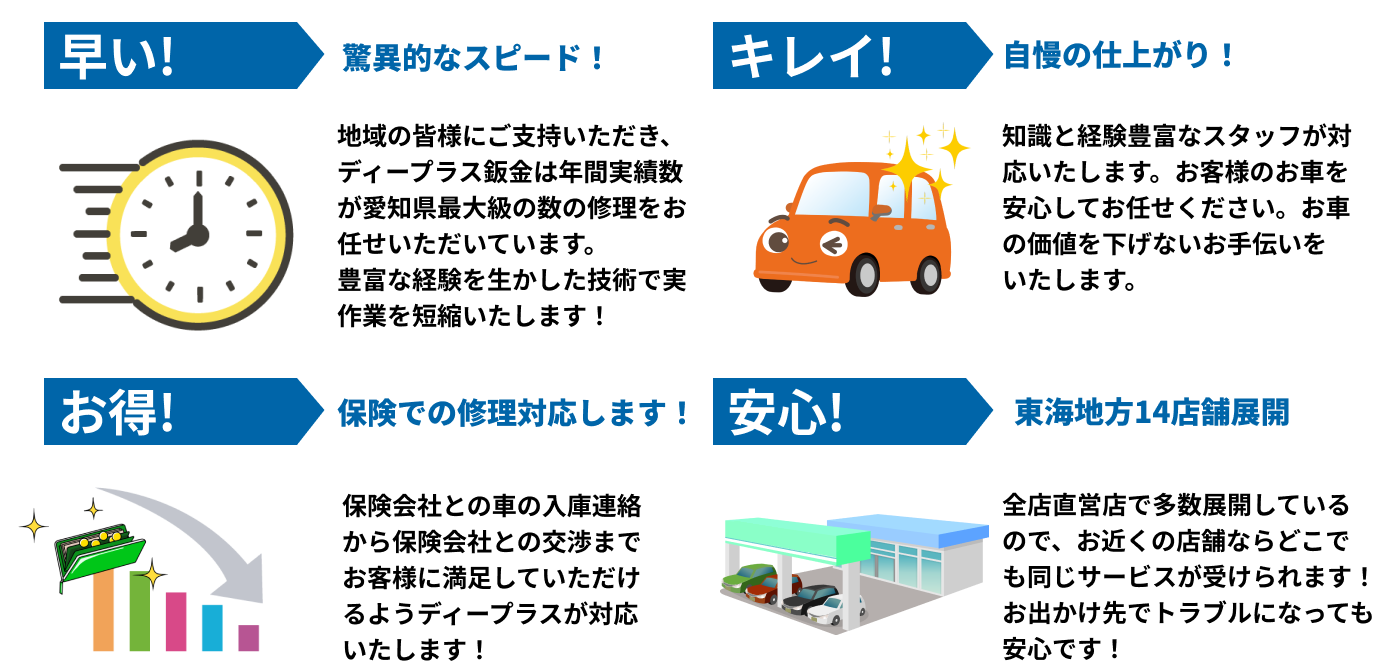 早い!
驚異的なスピード！
地域の皆様にご支持いただき、
ディープラス鈑金は年間実績数
が愛知県最大級の数の修理をお
任せいただいています。
豊富な経験を生かした技術で実
作業を短縮いたします！
キレイ!
自慢の仕上がり！
知識と経験豊富なスタッフが対
応いたします。お客様のお車を
安心してお任せください。お車
の価値を下げないお手伝いを
いたします。
お得!
保険での修理対応します！
保険会社との車の入庫連絡
から保険会社との交渉まで
お客様に満足していただけ
るようディープラスが対応
いたします！
安心!
東海地方14店舗展開
全店直営店で多数展開している
ので、お近くの店舗ならどこで
も同じサービスが受けられます！
お出かけ先でトラブルになっても
安心です！